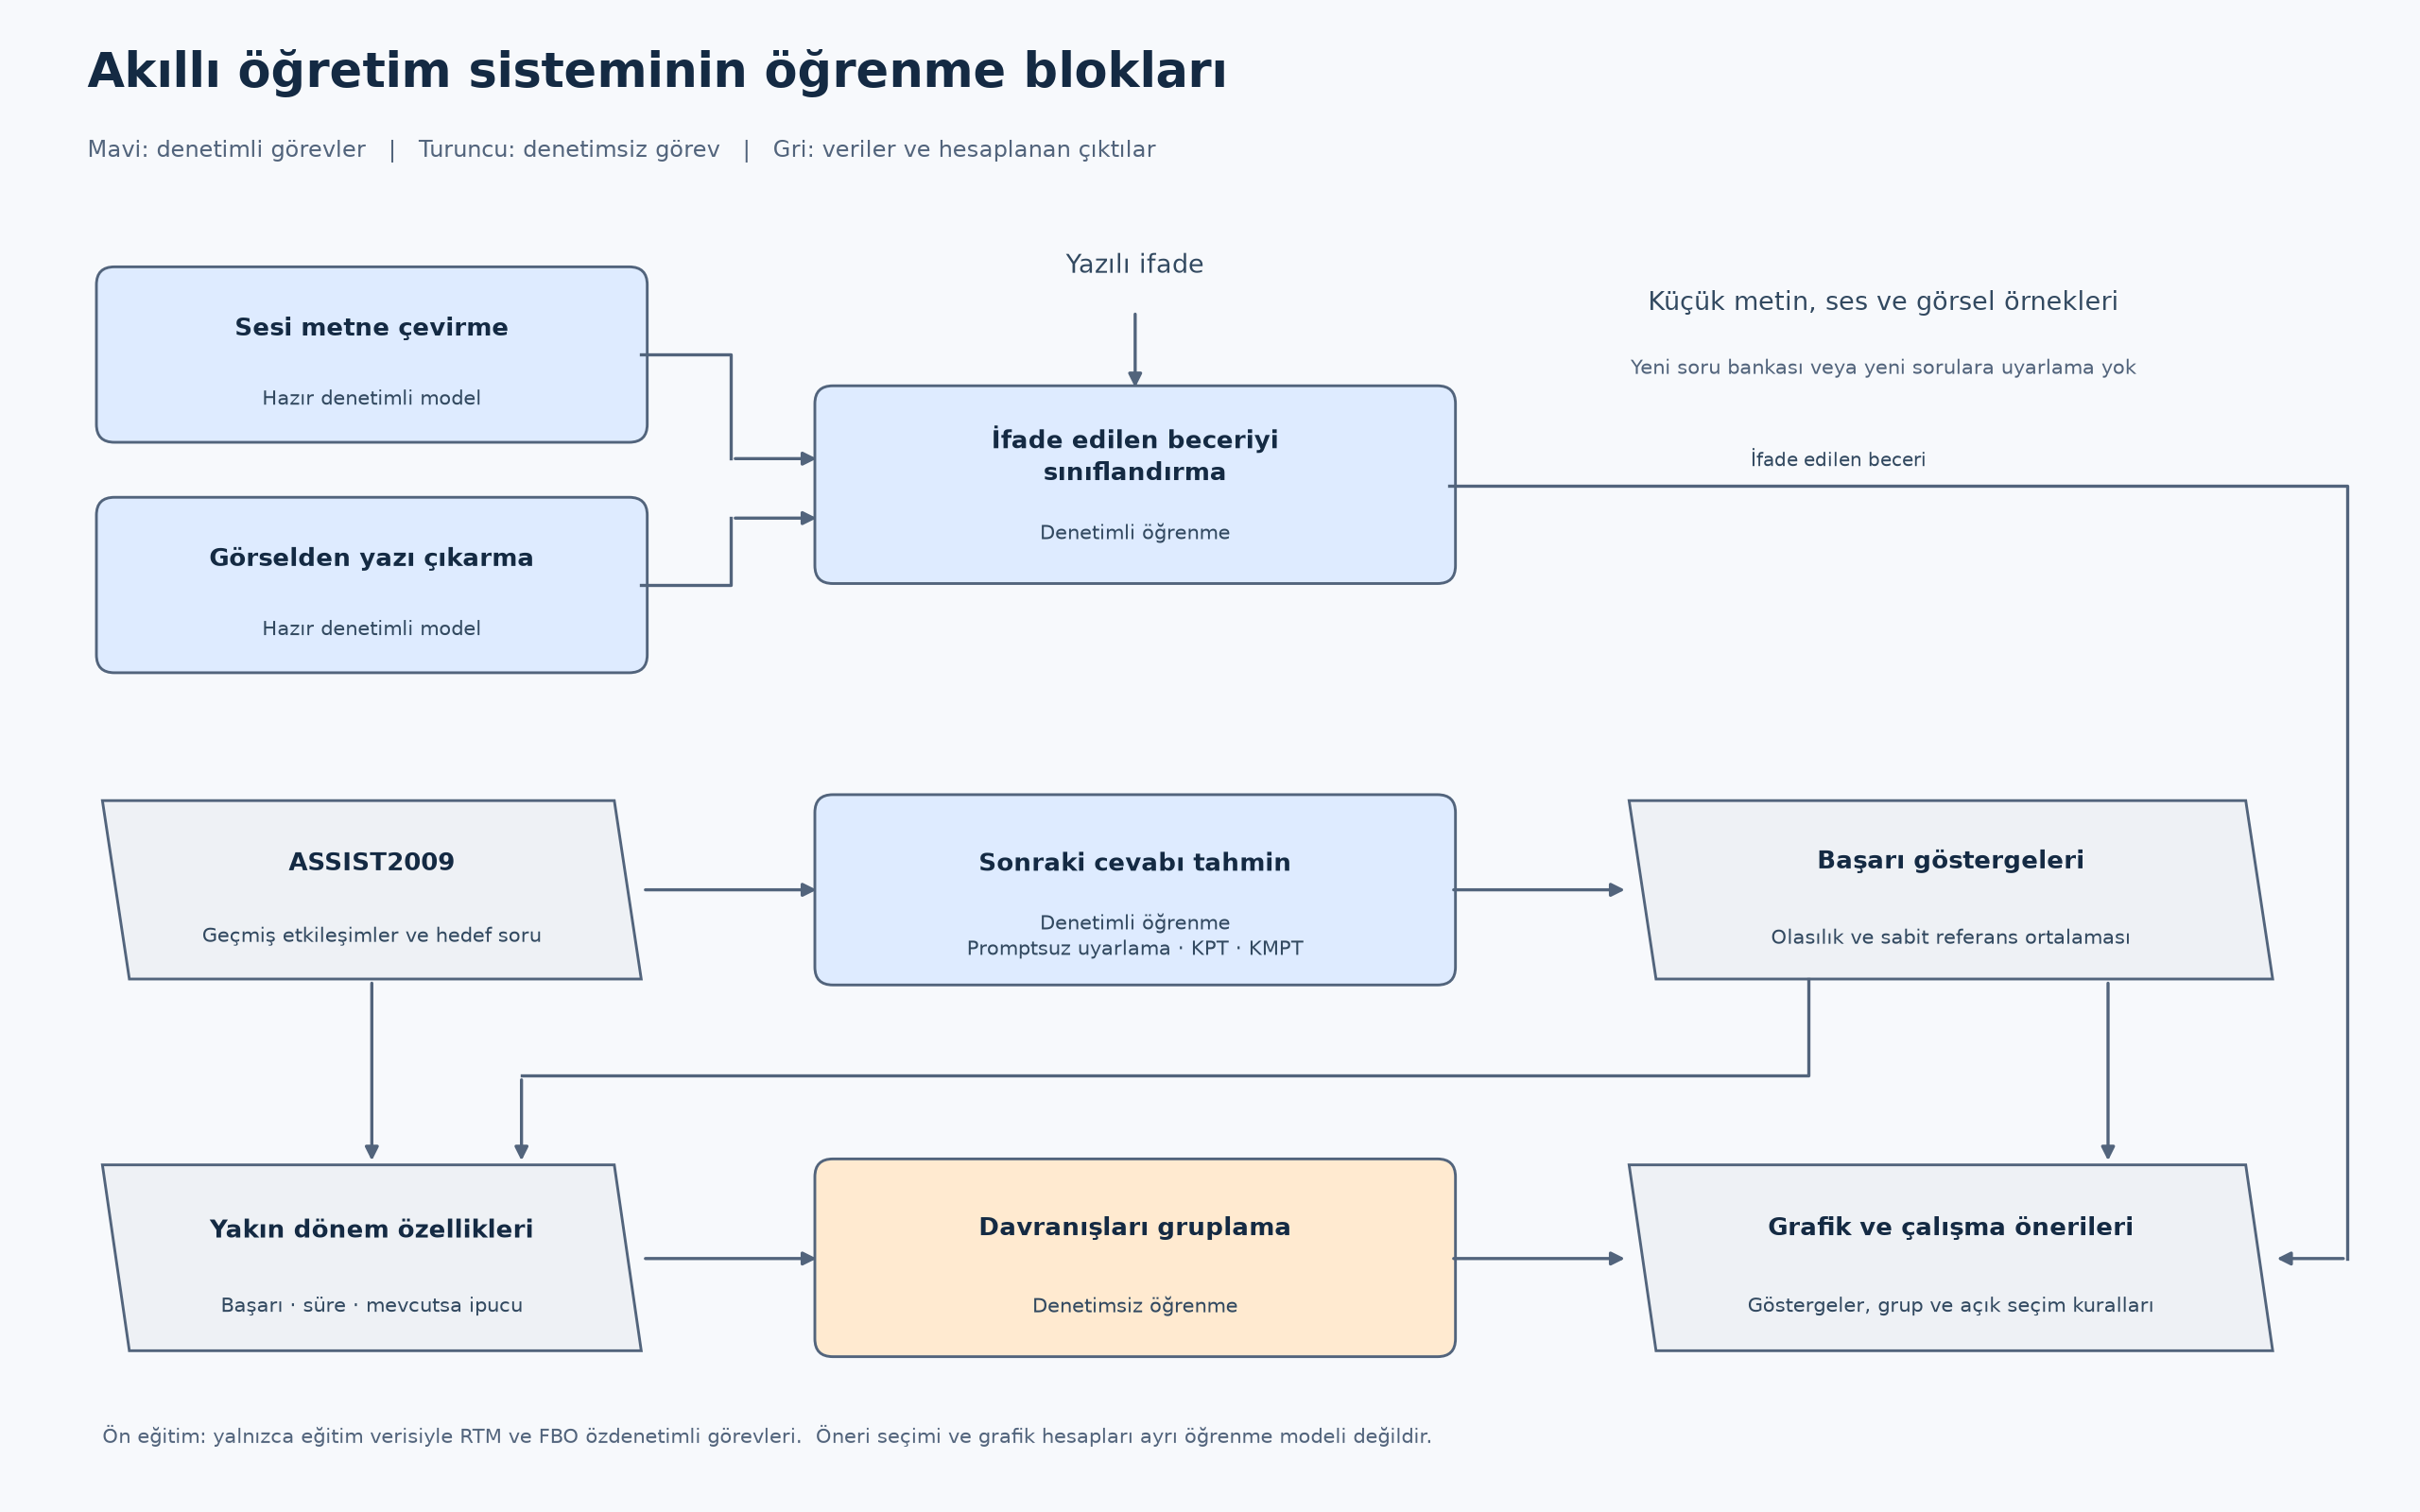 Akıllı öğretim sisteminin öğrenme blokları
Mavi: denetimli görevler | Turuncu: denetimsiz görev | Gri: veriler ve hesaplanan çıktılar
Yazılı ifade
Sesi metne çevirme
Hazır denetimli model
Görselden yazı çıkarma
Hazır denetimli model
İfade edilen beceriyi
sınıflandırma
Denetimli öğrenme
Küçük metin, ses ve görsel örnekleri
Yeni soru bankası veya yeni sorulara uyarlama yok
İfade edilen beceri
ASSIST2009
Geçmiş etkileşimler ve hedef soru
Sonraki cevabı tahmin
Denetimli öğrenme
Promptsuz uyarlama · KPT · KMPT
Başarı göstergeleri
Olasılık ve sabit referans ortalaması
Yakın dönem özellikleri
Başarı · süre · mevcutsa ipucu
Davranışları gruplama
Denetimsiz öğrenme
Grafik ve çalışma önerileri
Göstergeler, grup ve açık seçim kuralları
Ön eğitim: yalnızca eğitim verisiyle RTM ve FBO özdenetimli görevleri. Öneri seçimi ve grafik hesapları ayrı öğrenme modeli değildir.